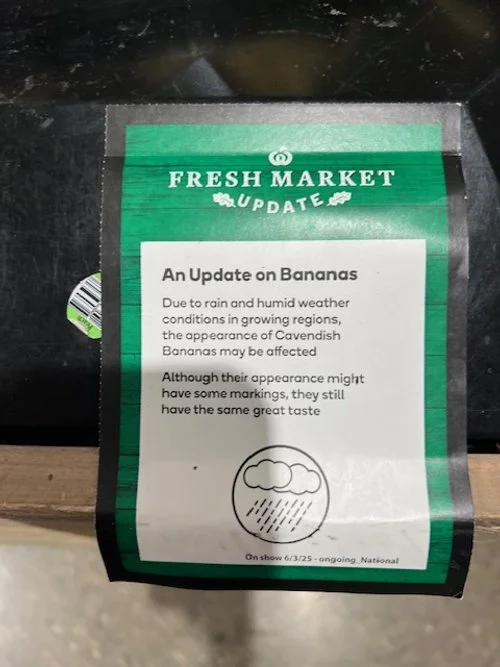 FRESH MARKET
UPDATE
An Update on Bananas
Due to rain and humid weather
conditions in growing regions,
the appearance of Cavendish
Bananas may be affected
Although their appearance might
have some markings, they still
have the same great taste
On show 6/3/25 - ongoing_National